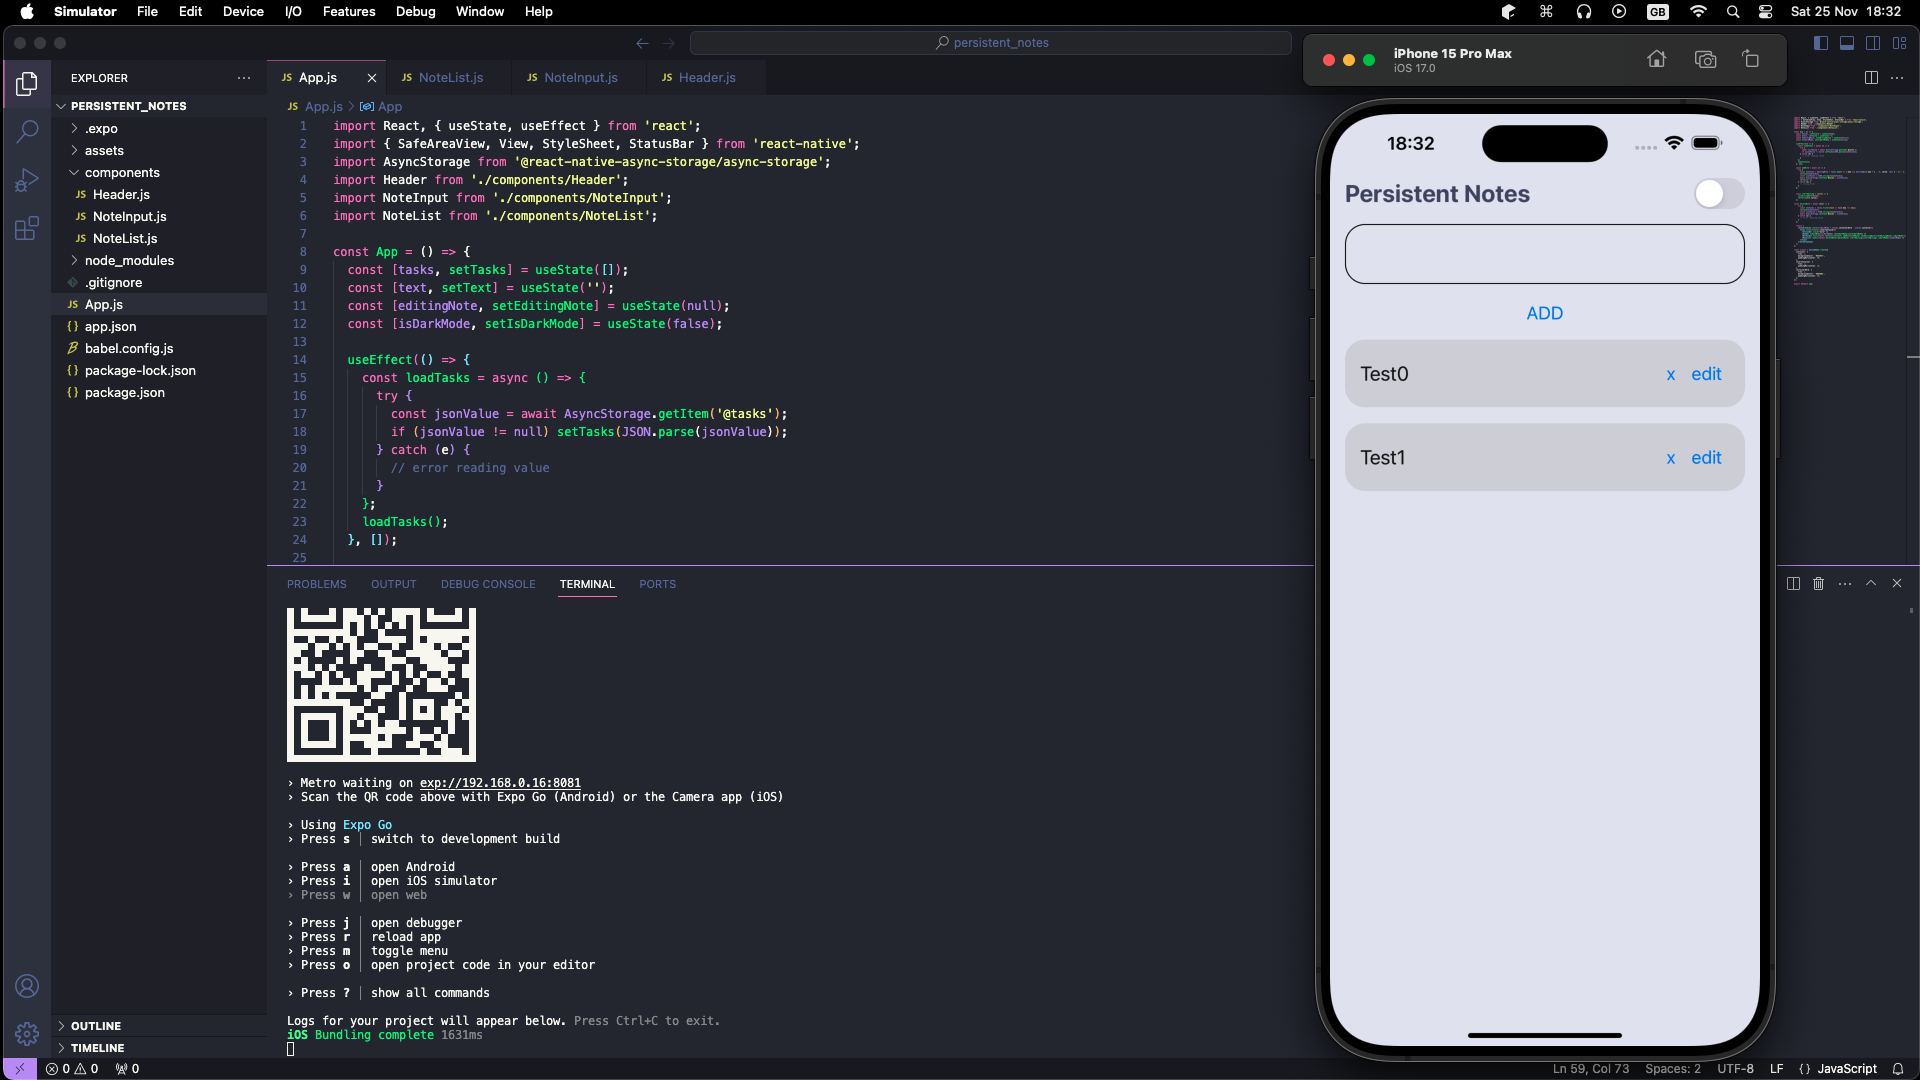 Simulator File Edit Device I/O Features Debug Window Help GB Sat 25 Nov 18:32
persistent_notes
EXPLORER
PERSISTENT_NOTES
.expo
assets
components
JS Header.js
JS NoteInput.js
JS NoteList.js
node_modules
.gitignore
JS App.js
{} app.json
babel.config.js
{} package-lock.json
{} package.json
OUTLINE
TIMELINE
JS App.js JS NoteList.js JS NoteInput.js JS Header.js
JS App.js > App
1 import React, { useState, useEffect } from 'react';
2 import { SafeAreaView, View, StyleSheet, StatusBar } from 'react-native';
3 import AsyncStorage from '@react-native-async-storage/async-storage';
4 import Header from './components/Header';
5 import NoteInput from './components/NoteInput';
6 import NoteList from './components/NoteList';
7
8 const App = () => {
9 const [tasks, setTasks] = useState([]);
10 const [text, setText] = useState('');
11 const [editingNote, setEditingNote] = useState(null);
12 const [isDarkMode, setIsDarkMode] = useState(false);
13
14 useEffect(() => {
15 const loadTasks = async () => {
16 try {
17 const jsonValue = await AsyncStorage.getItem('@tasks');
18 if (jsonValue != null) setTasks(JSON.parse(jsonValue));
19 } catch (e) {
20 // error reading value
21 }
22 };
23 loadTasks();
24 }, []);
25
PROBLEMS OUTPUT DEBUG CONSOLE TERMINAL PORTS
› Metro waiting on exp://192.168.0.16:8081
› Scan the QR code above with Expo Go (Android) or the Camera app (iOS)
› Using Expo Go
› Press s │ switch to development build
› Press a │ open Android
› Press i │ open iOS simulator
› Press w │ open web
› Press j │ open debugger
› Press r │ reload app
› Press m │ toggle menu
› Press o │ open project code in your editor
› Press ? │ show all commands
Logs for your project will appear below. Press Ctrl+C to exit.
iOS Bundling complete 1631ms
iPhone 15 Pro Max
iOS 17.0
18:32
Persistent Notes
ADD
Test0 x edit
Test1 x edit
0 0 0 Ln 59, Col 73 Spaces: 2 UTF-8 LF {} JavaScript